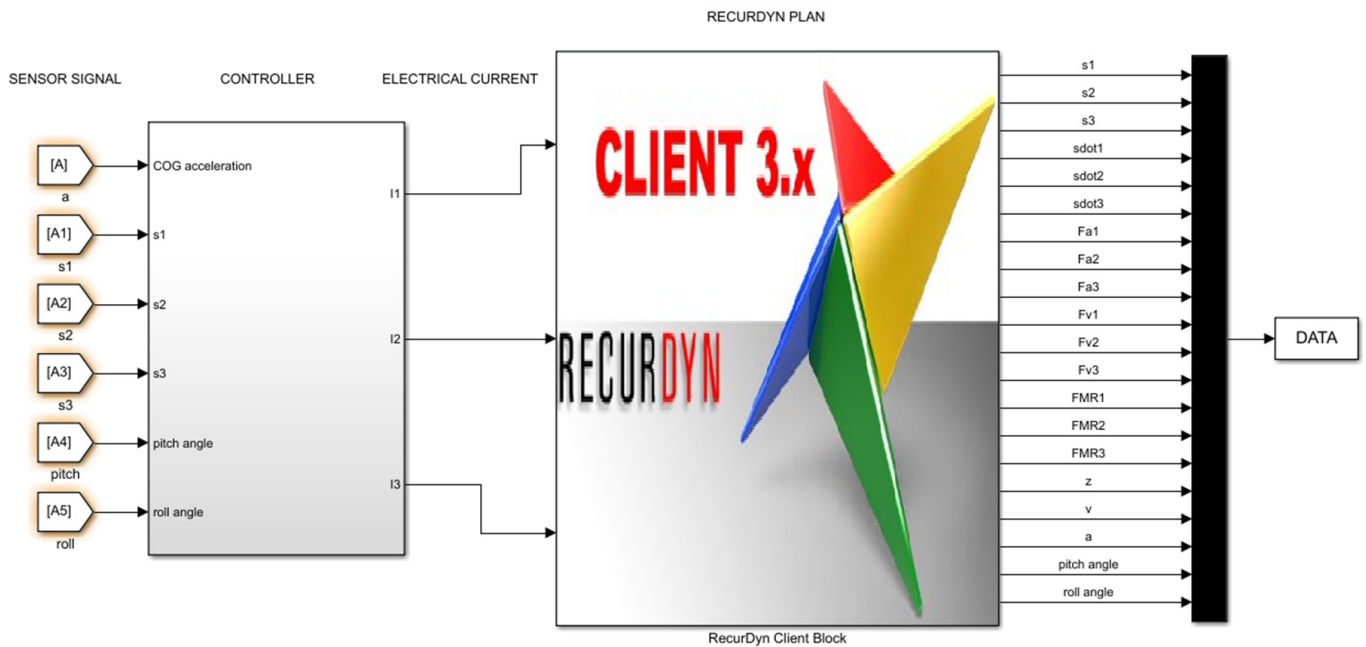 RECURDYN PLAN
SENSOR SIGNAL
CONTROLLER
ELECTRICAL CURRENT
[A]
a
[A1]
s1
[A2]
s2
[A3]
s3
[A4]
pitch
[A5]
roll
COG acceleration
s1
s2
s3
pitch angle
roll angle
I1
I2
I3
CLIENT 3.x
RECURDYN
RecurDyn Client Block
s1
s2
s3
sdot1
sdot2
sdot3
Fa1
Fa2
Fa3
Fv1
Fv2
Fv3
FMR1
FMR2
FMR3
z
v
a
pitch angle
roll angle
DATA